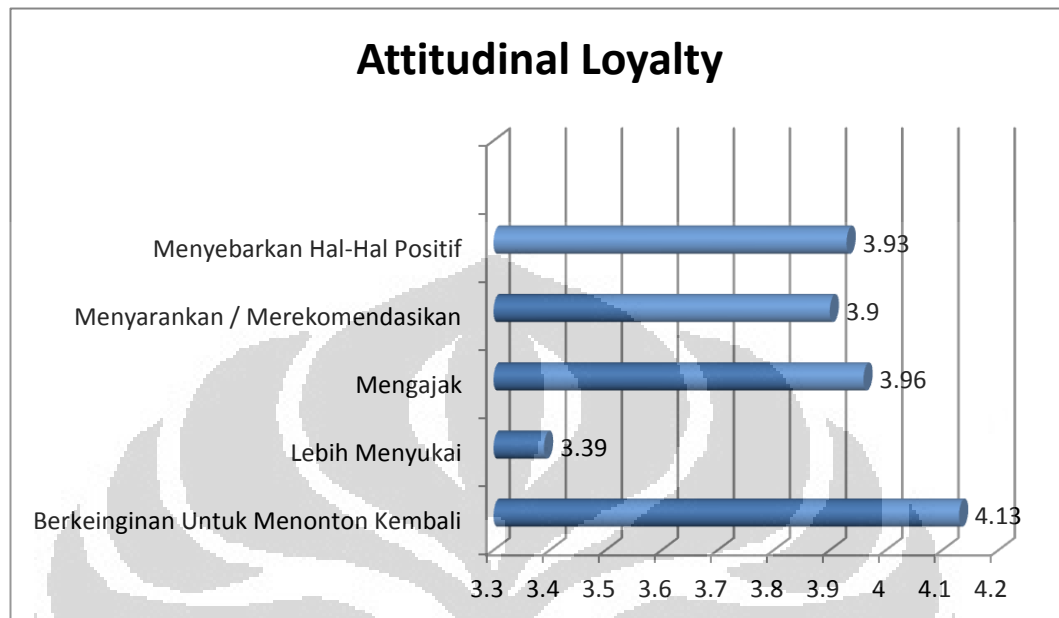 Attitudinal Loyalty
Menyebarkan Hal-Hal Positif
3.93
Menyarankan / Merekomendasikan
3.9
Mengajak
3.96
Lebih Menyukai
3.39
Berkeinginan Untuk Menonton Kembali
4.13
3.3 3.4 3.5 3.6 3.7 3.8 3.9 4 4.1 4.2